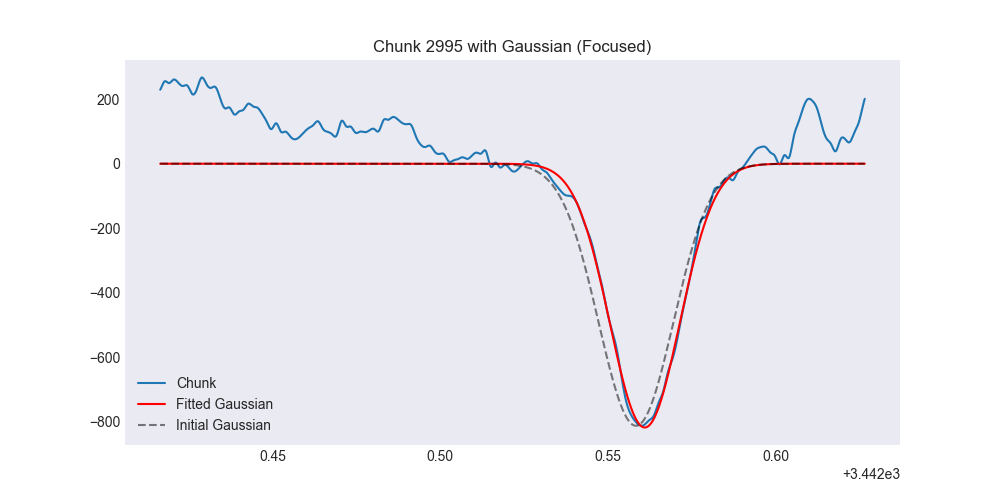 Chunk 2995 with Gaussian (Focused)
200
0
−200
−400
−600
−800
Chunk
Fitted Gaussian
Initial Gaussian
0.45 0.50 0.55 0.60
+3.442e3